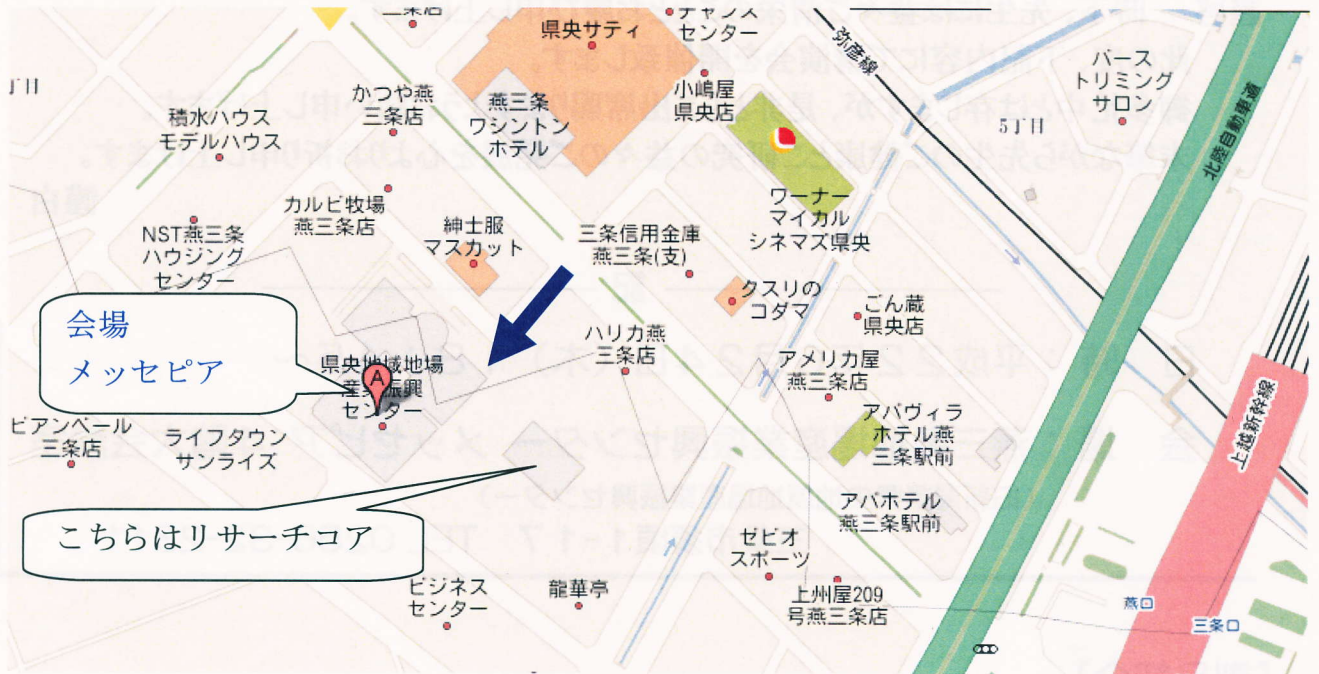 県央サティ
チャンス
センター
弥彦線
バース
トリミング
サロン
北陸自動車道
5丁目
小嶋屋
県央店
かつや燕
三条店
燕三条
ワシントン
ホテル
積水ハウス
モデルハウス
カルビ牧場
燕三条店
紳士服
マスカット
ワーナー
マイカル
シネマズ県央
三条信用金庫
燕三条(支)
NST燕三条
ハウジング
センター
クスリの
コダマ
ごん蔵
県央店
会場
メッセピア
県央地域地場
産業振興
センター
A
ハリカ燕
三条店
アメリカ屋
燕三条店
上越新幹線
ビアンベール
三条店
ライフタウン
サンライズ
アパヴィラ
ホテル燕
三条駅前
アパホテル
燕三条駅前
こちらはリサーチコア
ゼビオ
スポーツ
ビジネス
センター
龍華亭
上州屋209
号燕三条店
燕口
三条口